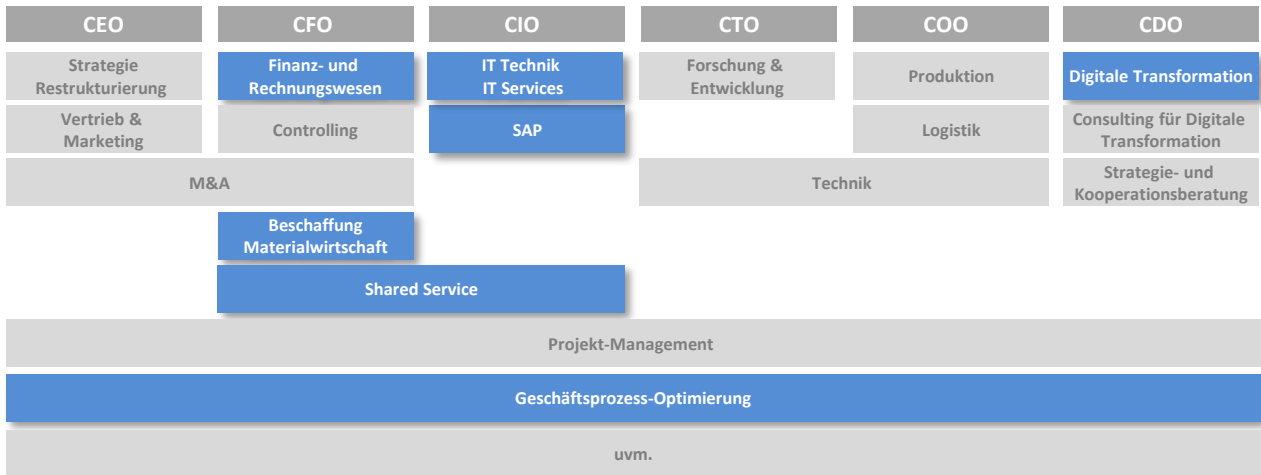 CEO
CFO
CIO
CTO
COO
CDO
Strategie
Restrukturierung
Finanz- und
Rechnungswesen
IT Technik
IT Services
Forschung &
Entwicklung
Produktion
Digitale Transformation
Vertrieb &
Marketing
Controlling
SAP
Logistik
Consulting für Digitale
Transformation
M&A
Technik
Strategie- und
Kooperationsberatung
Beschaffung
Materialwirtschaft
Shared Service
Projekt-Management
Geschäftsprozess-Optimierung
uvm.